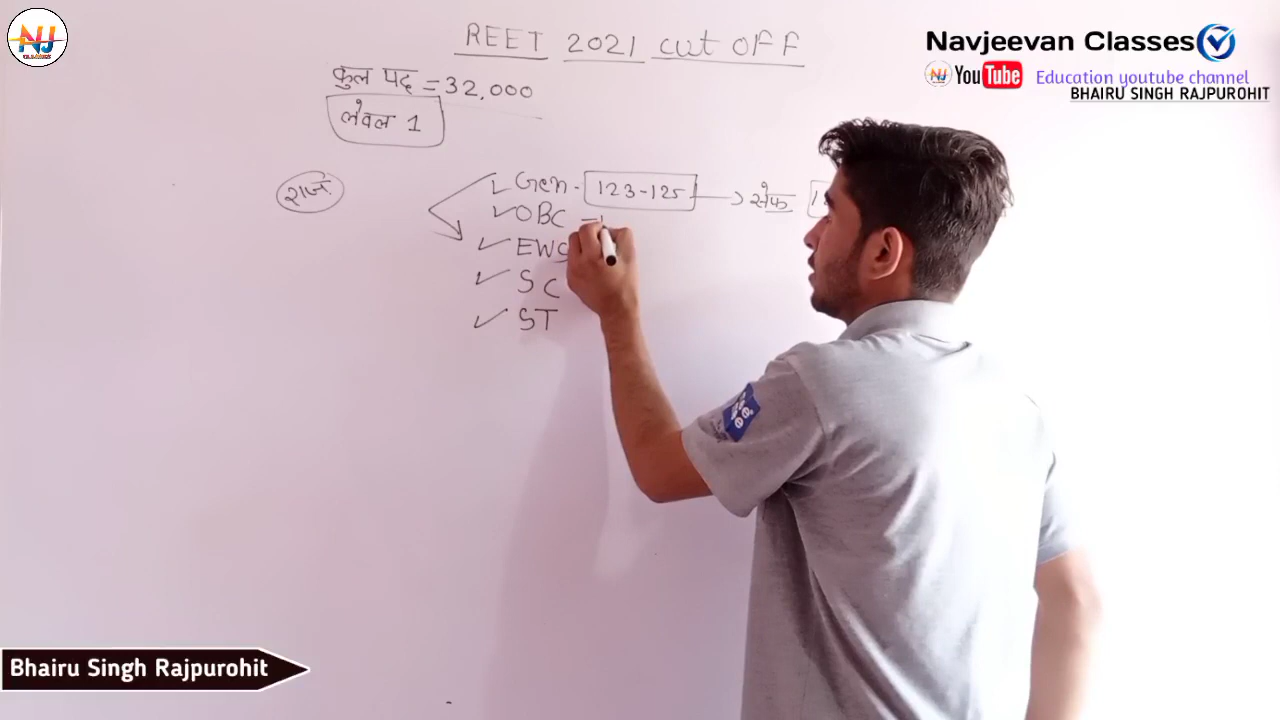 NJ
REET 2021 cut OFF
Navjeevan Classes
YouTube Education youtube channel
BHAIRU SINGH RAJPUROHIT
कुल पद = 32,000
लेवल 1
राज.
Gen - 123-125 → सेफ
OBC
EWS
SC
ST
Bhairu Singh Rajpurohit